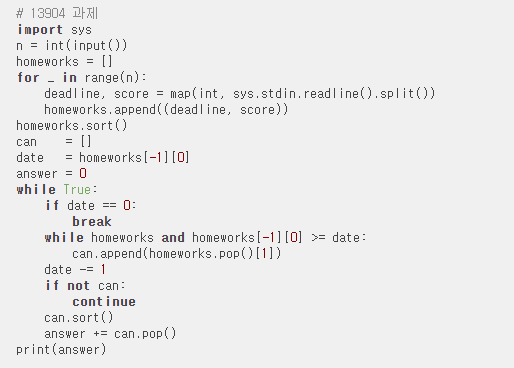 # 13904 과제
import sys
n = int(input())
homeworks = []
for _ in range(n):
    deadline, score = map(int, sys.stdin.readline().split())
    homeworks.append((deadline, score))
homeworks.sort()
can    = []
date   = homeworks[-1][0]
answer = 0
while True:
    if date == 0:
        break
    while homeworks and homeworks[-1][0] >= date:
        can.append(homeworks.pop()[1])
    date -= 1
    if not can:
        continue
    can.sort()
    answer += can.pop()
print(answer)